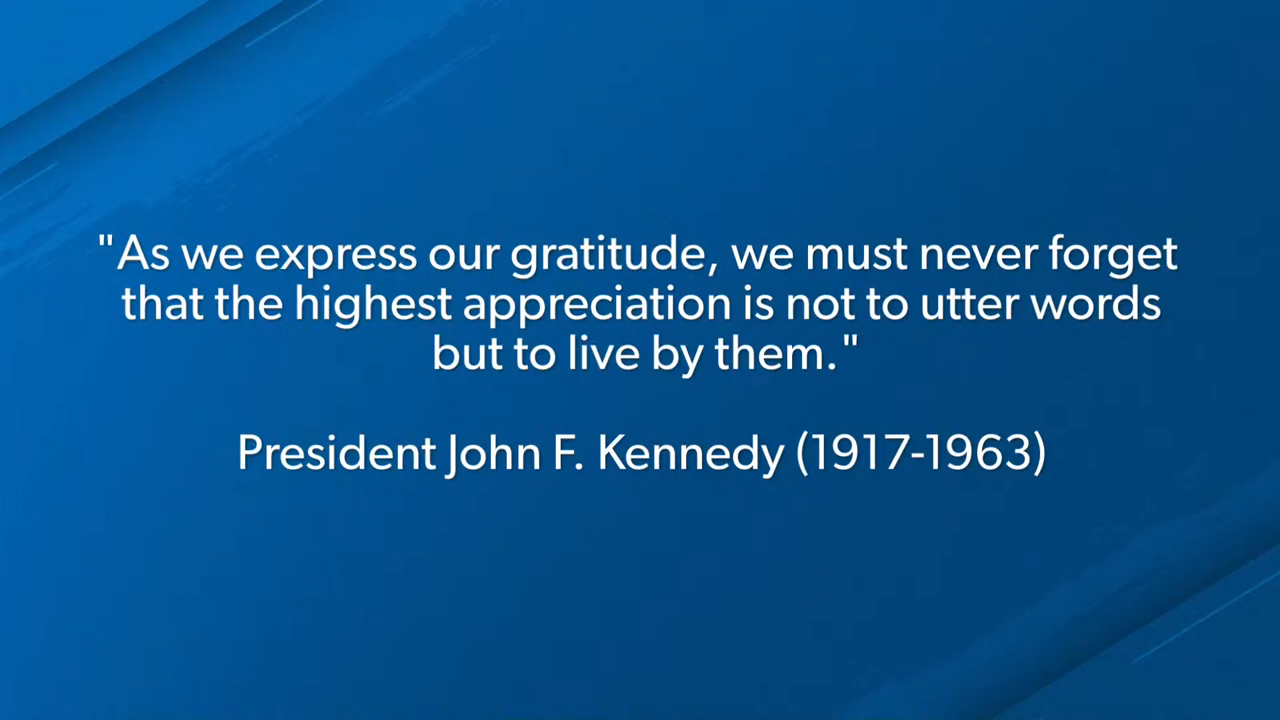 "As we express our gratitude, we must never forget
that the highest appreciation is not to utter words
but to live by them."
President John F. Kennedy (1917-1963)